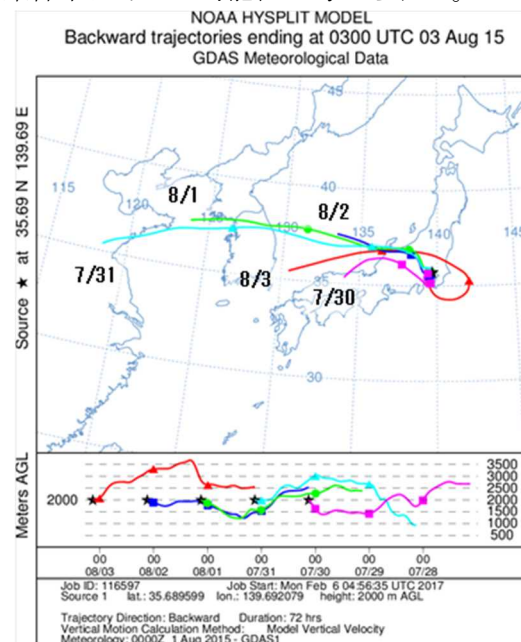 NOAA HYSPLIT MODEL
Backward trajectories ending at 0300 UTC 03 Aug 15
GDAS Meteorological Data
Source ★ at 35.69 N 139.69 E
45
115
120
40
8/1
8/2
130
135
140
145
7/31
8/3
7/30
35
30
Meters AGL
2000
3500
3000
2500
2000
1500
1000
500
00 00 00 00 00 00 00
08/03 08/02 08/01 07/31 07/30 07/29 07/28
Job ID: 116597 Job Start: Mon Feb 6 04:56:35 UTC 2017
Source 1 lat.: 35.689599 lon.: 139.692079 height: 2000 m AGL
Trajectory Direction: Backward Duration: 72 hrs
Vertical Motion Calculation Method: Model Vertical Velocity
Meteorology: 0000Z 1 Aug 2015 - GDAS1